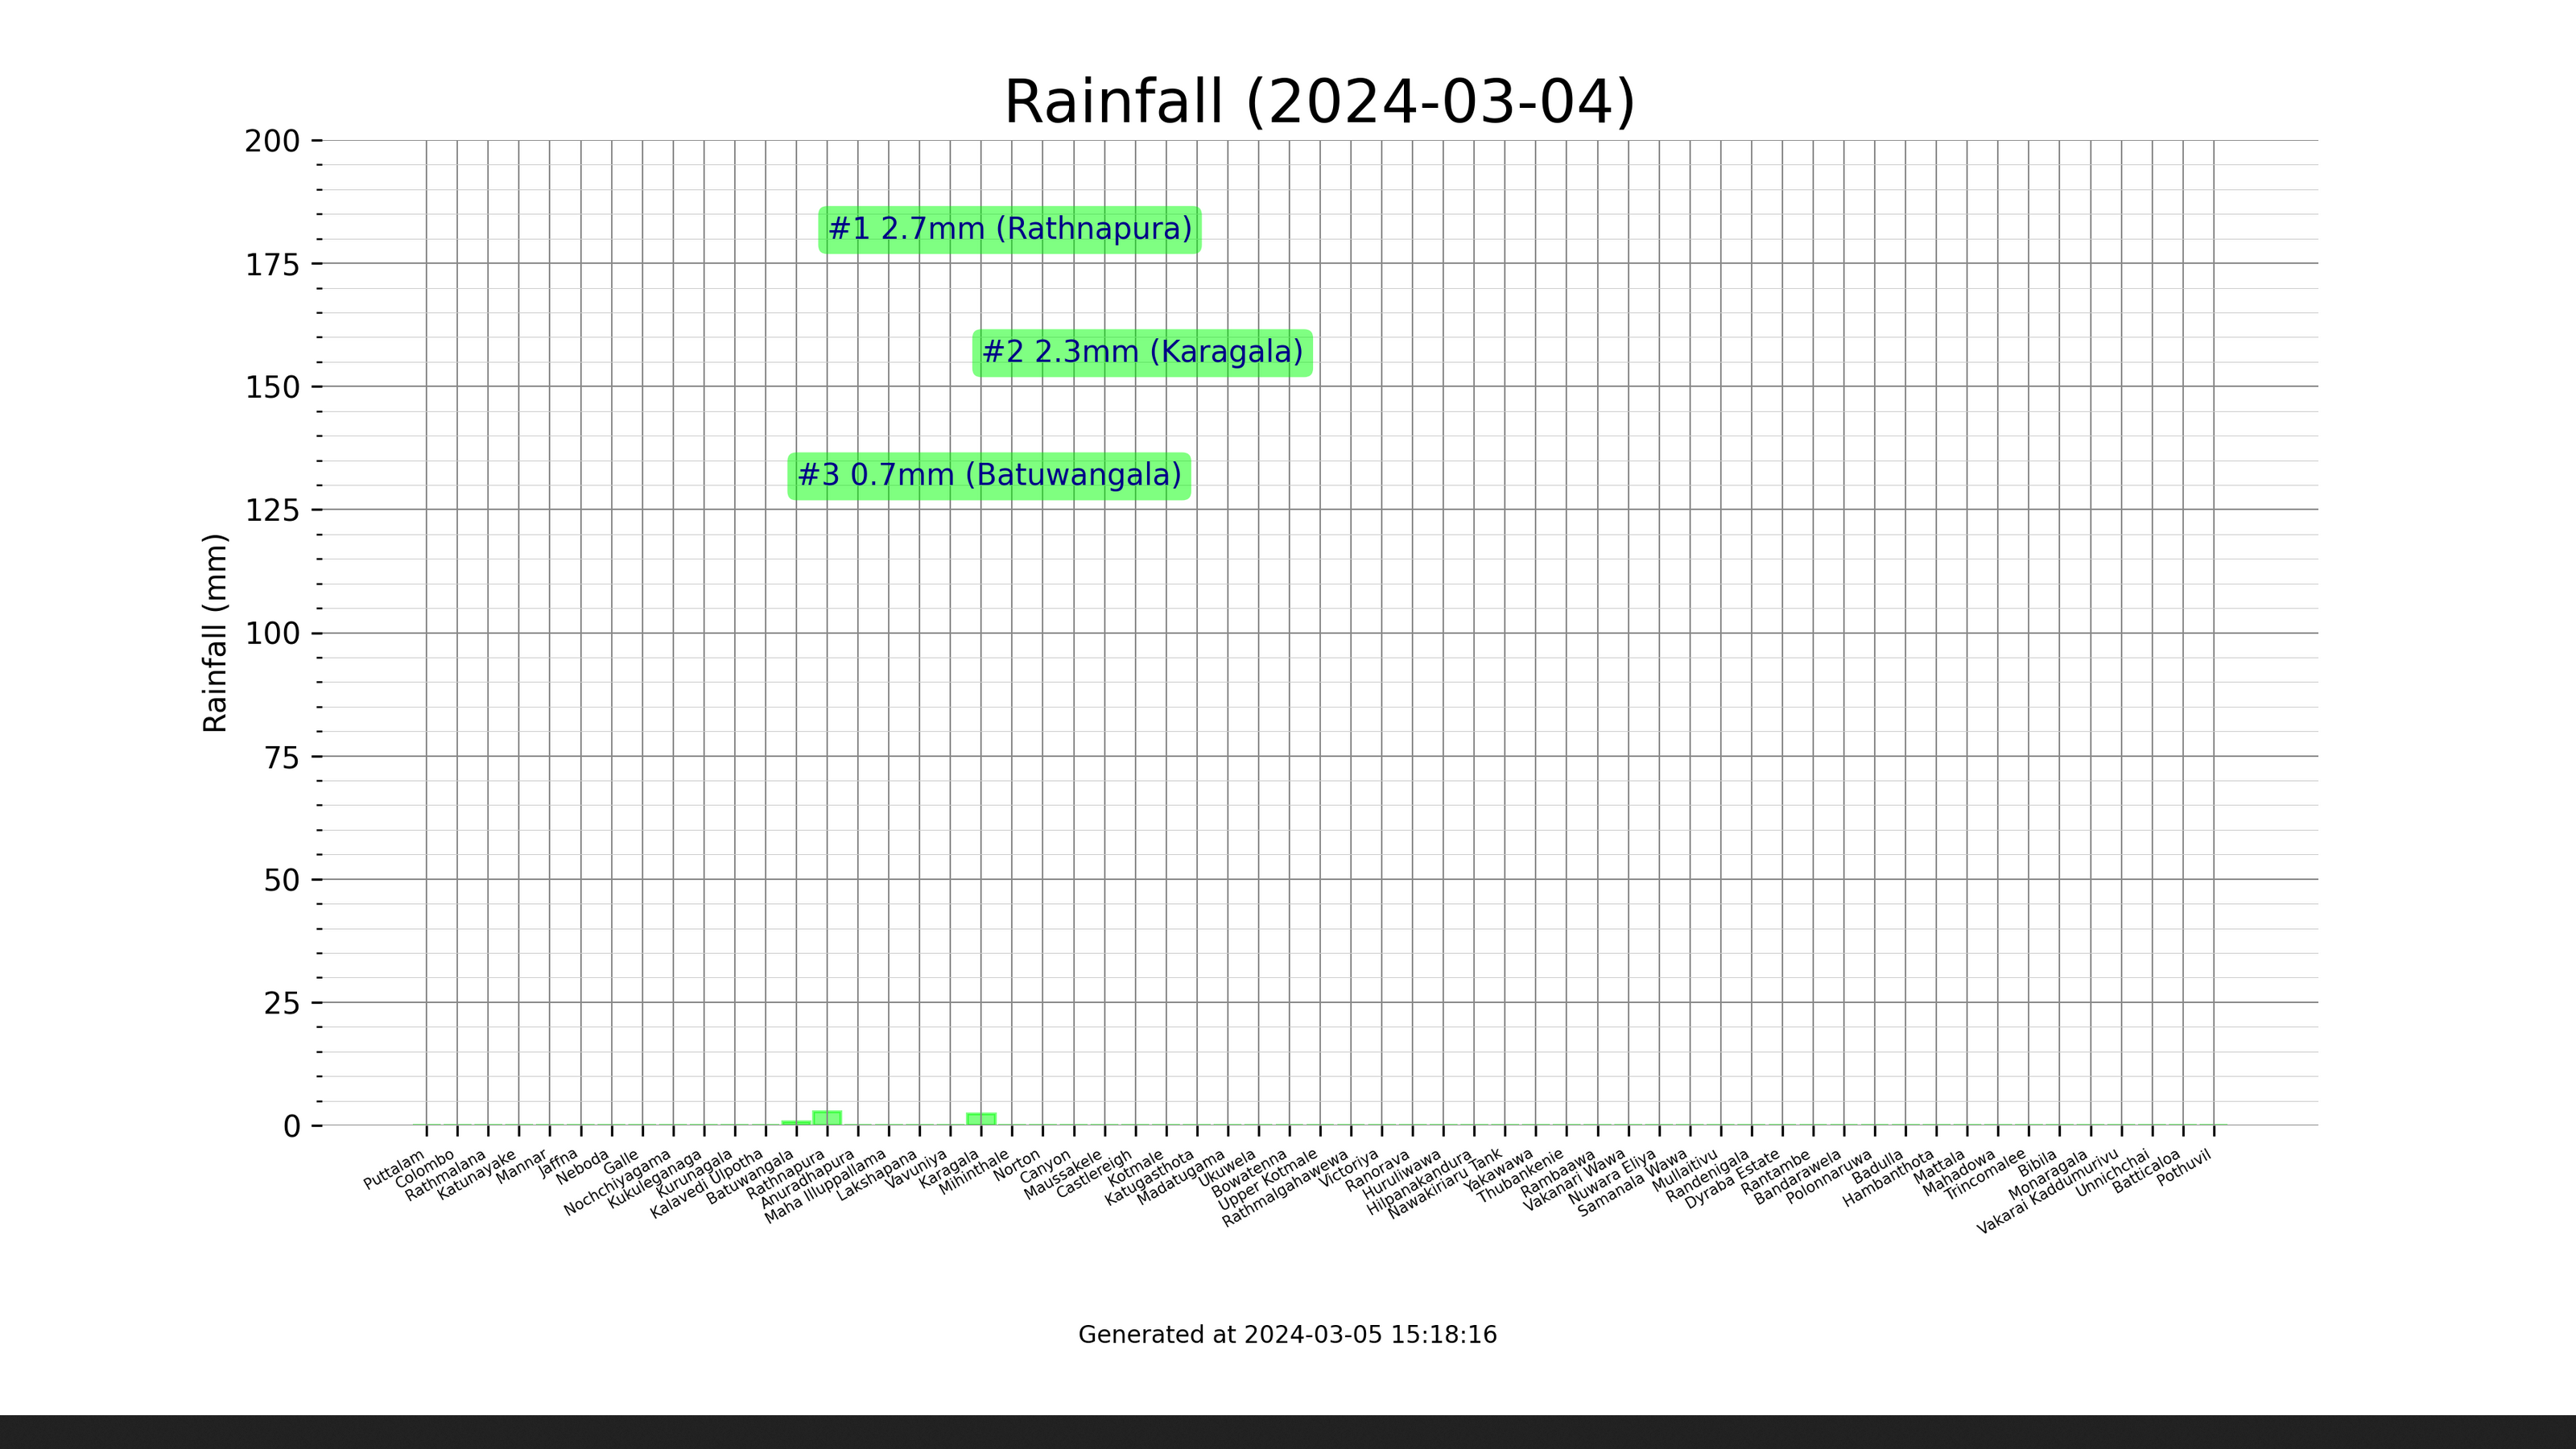 Rainfall (2024-03-04)
200
175
150
125
100
75
50
25
0
Rainfall (mm)
#1 2.7mm (Rathnapura)
#2 2.3mm (Karagala)
#3 0.7mm (Batuwangala)
Puttalam
Colombo
Rathmalana
Katunayake
Mannar
Jaffna
Neboda
Galle
Nochchiyagama
Kukuleganaga
Kurunagala
Kalavedi Ulpotha
Batuwangala
Rathnapura
Anuradhapura
Maha Illuppallama
Lakshapana
Vavuniya
Karagala
Mihinthale
Norton
Canyon
Maussakele
Castlereigh
Kotmale
Katugasthota
Madatugama
Ukuwela
Bowatenna
Upper Kotmale
Rathmalgahawewa
Victoriya
Ranorava
Huruliwawa
Hilpanakandura
Nawakiriaru Tank
Yakawawa
Thubankenie
Rambaawa
Vakanari Wawa
Nuwara Eliya
Samanala Wawa
Mullaitivu
Randenigala
Dyraba Estate
Rantambe
Bandarawela
Polonnaruwa
Badulla
Hambanthota
Mattala
Mahadowa
Trincomalee
Bibila
Monaragala
Vakarai Kaddumurivu
Unnichchai
Batticaloa
Pothuvil
Generated at 2024-03-05 15:18:16